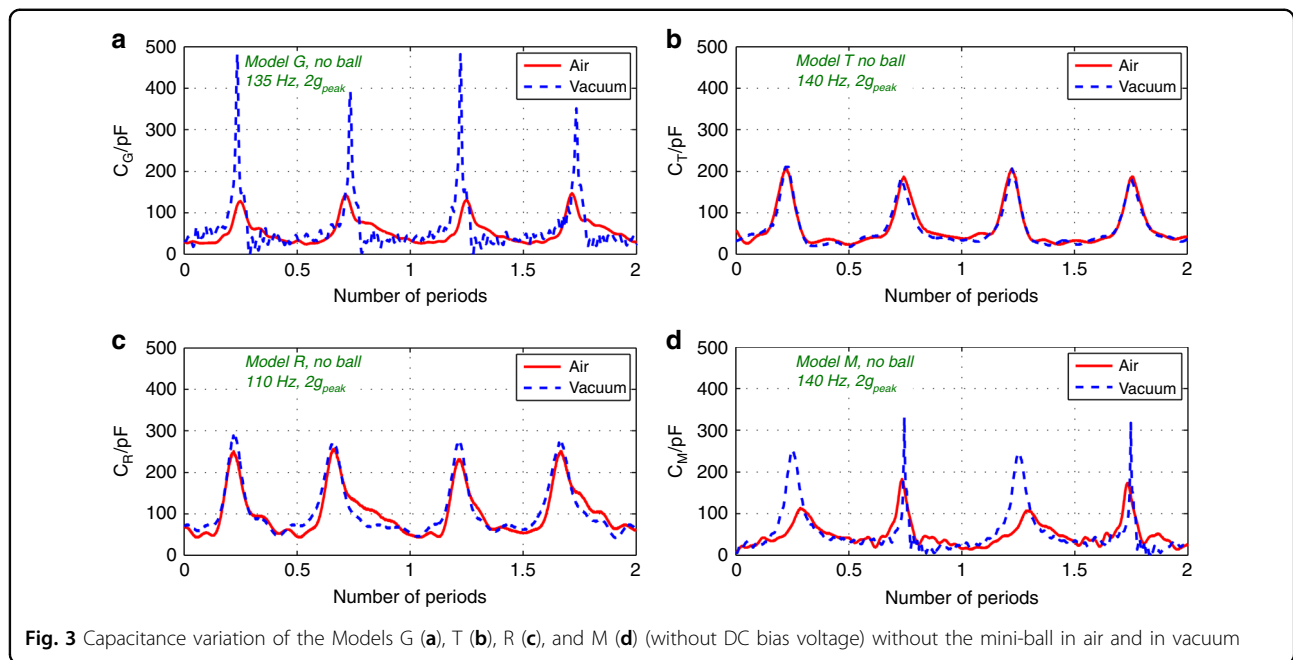 a
500
400
300
200
100
0
C_G/pF
Model G, no ball
135 Hz, 2g_peak
Air
Vacuum
0
0.5
1
1.5
2
Number of periods
b
500
400
300
200
100
0
C_T/pF
Model T no ball
140 Hz, 2g_peak
Air
Vacuum
0
0.5
1
1.5
2
Number of periods
c
500
400
300
200
100
0
C_R/pF
Model R, no ball
110 Hz, 2g_peak
Air
Vacuum
0
0.5
1
1.5
2
Number of periods
d
500
400
300
200
100
0
C_M/pF
Model M, no ball
140 Hz, 2g_peak
Air
Vacuum
0
0.5
1
1.5
2
Number of periods
Fig. 3 Capacitance variation of the Models G (a), T (b), R (c), and M (d) (without DC bias voltage) without the mini-ball in air and in vacuum